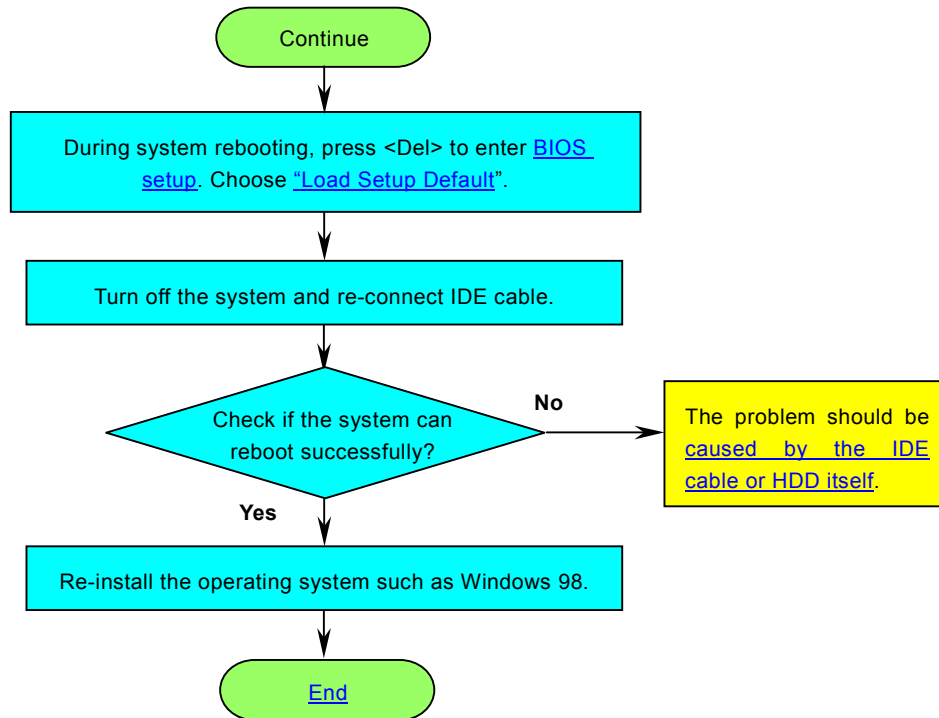 Continue
During system rebooting, press <Del> to enter BIOS
setup. Choose “Load Setup Default”.
Turn off the system and re-connect IDE cable.
Check if the system can
reboot successfully?
No
The problem should be
caused by the IDE
cable or HDD itself.
Yes
Re-install the operating system such as Windows 98.
End